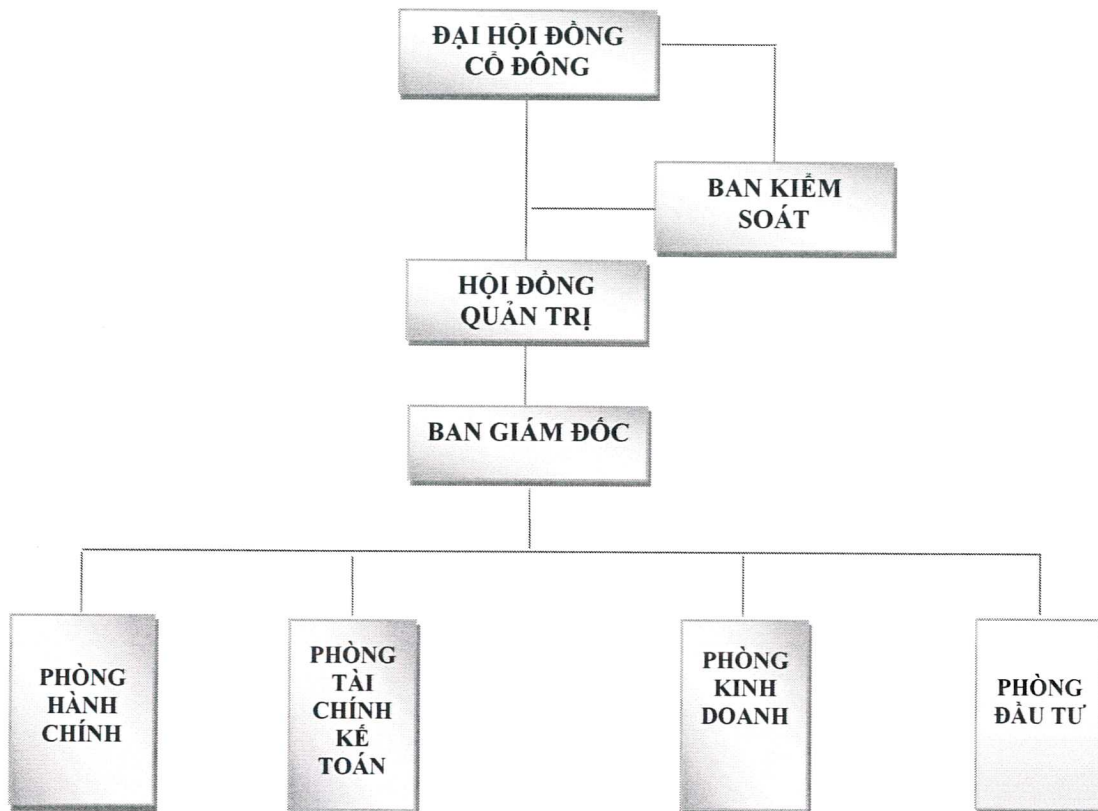 ĐẠI HỘI ĐỒNG
CỔ ĐÔNG
BAN KIỂM
SOÁT
HỘI ĐỒNG
QUẢN TRỊ
BAN GIÁM ĐỐC
PHÒNG
HÀNH
CHÍNH
PHÒNG
TÀI
CHÍNH
KẾ
TOÁN
PHÒNG
KINH
DOANH
PHÒNG
ĐẦU TƯ